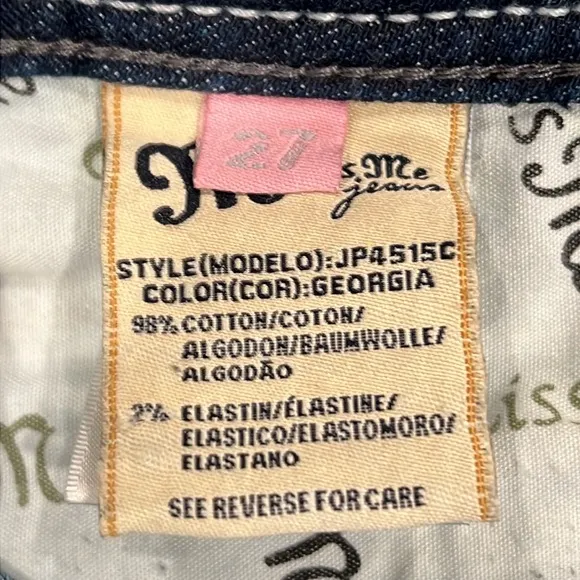 27
Me
jeans
STYLE(MODELO):JP4515C
COLOR(COR):GEORGIA
98% COTTON/COTON/
ALGODON/BAUMWOLLE/
ALGODÃO
2% ELASTIN/ÉLASTINE/
ELASTICO/ELASTOMORO/
ELASTANO
SEE REVERSE FOR CARE